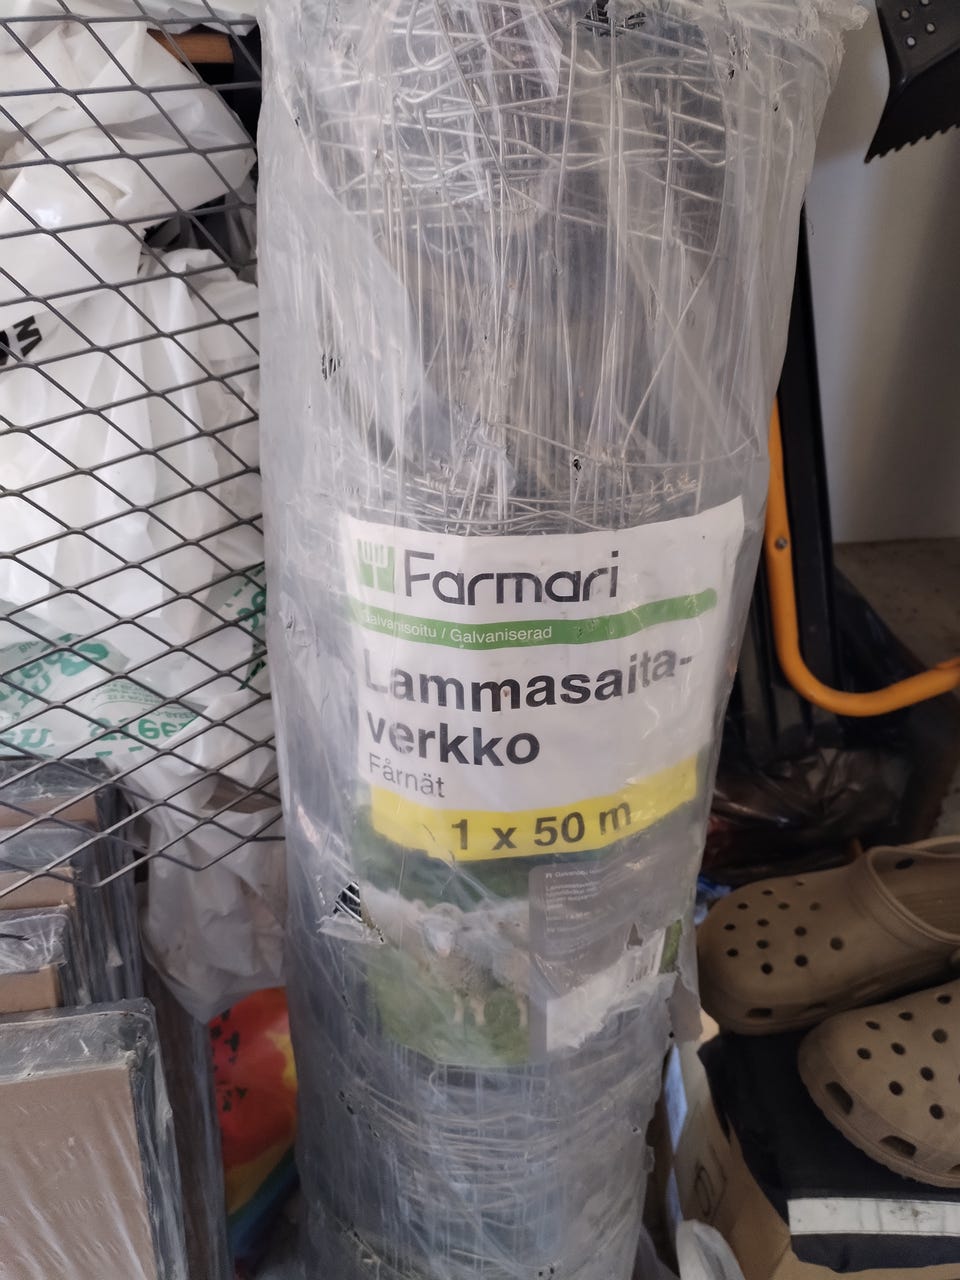 Farmari
Galvanisoitu / Galvaniserad
Lammasaita-
verkko
Fårnät
1 x 50 m